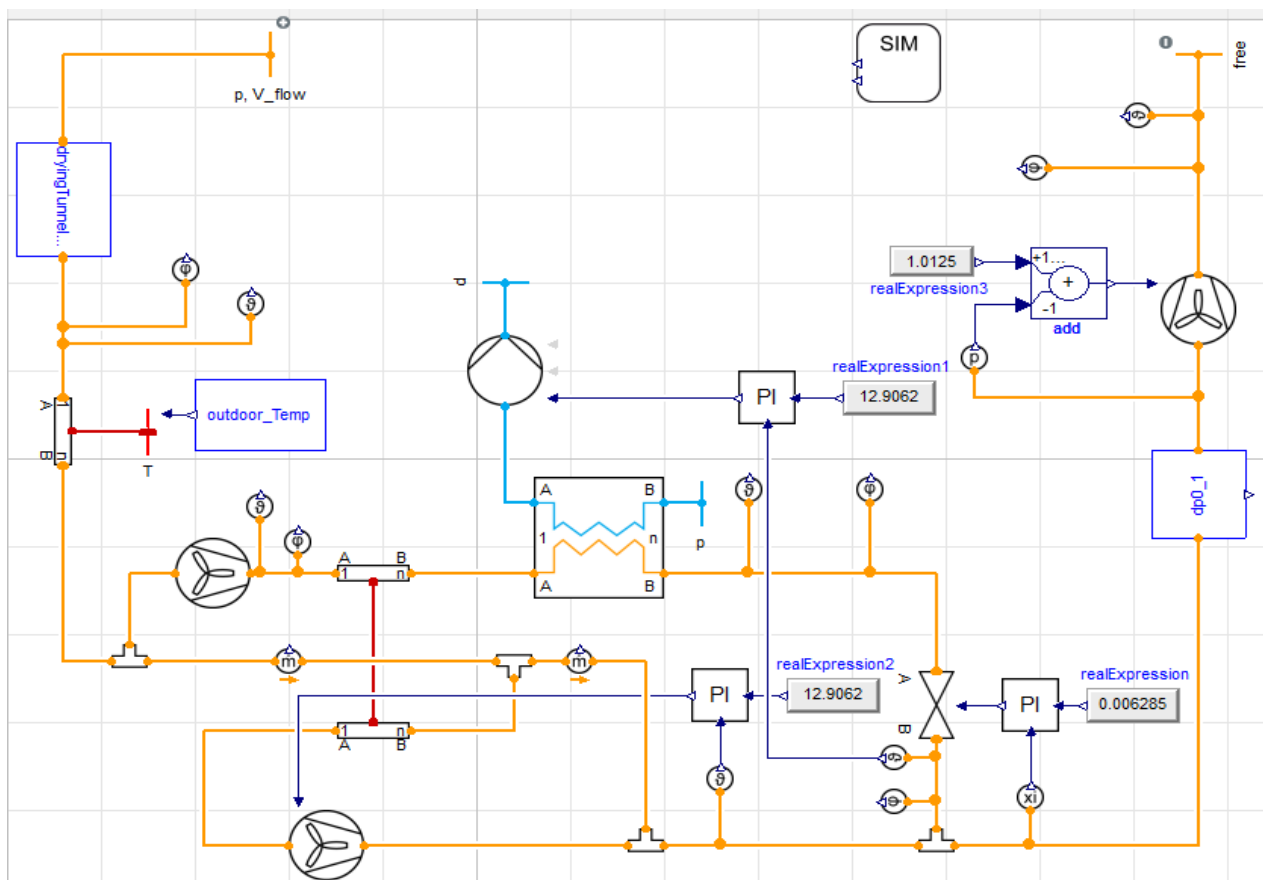 SIM
free
p, V_flow
dryingTunnel...
φ
ϑ
φ
ϑ
p
1.0125
realExpression3
+1...
+
-1
add
p
realExpression1
PI
12.9062
A
1
n
B
outdoor_Temp
T
A
B
1
n
A
B
p
ϑ
φ
dp0_1
ϑ
φ
A
B
1
n
ṁ
ṁ
realExpression2
PI
12.9062
A
B
realExpression
PI
0.006285
1
n
A
B
ϑ
ϑ
φ
xi